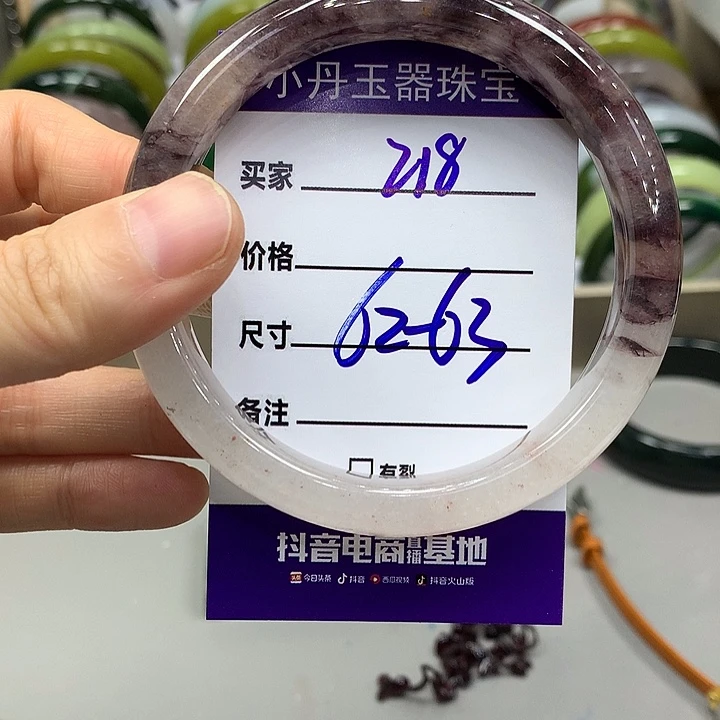 小丹玉器珠宝
买家 218
价格
尺寸 62-63
备注
有裂
抖音电商直播基地
今日头条 抖音 西瓜视频 抖音火山版